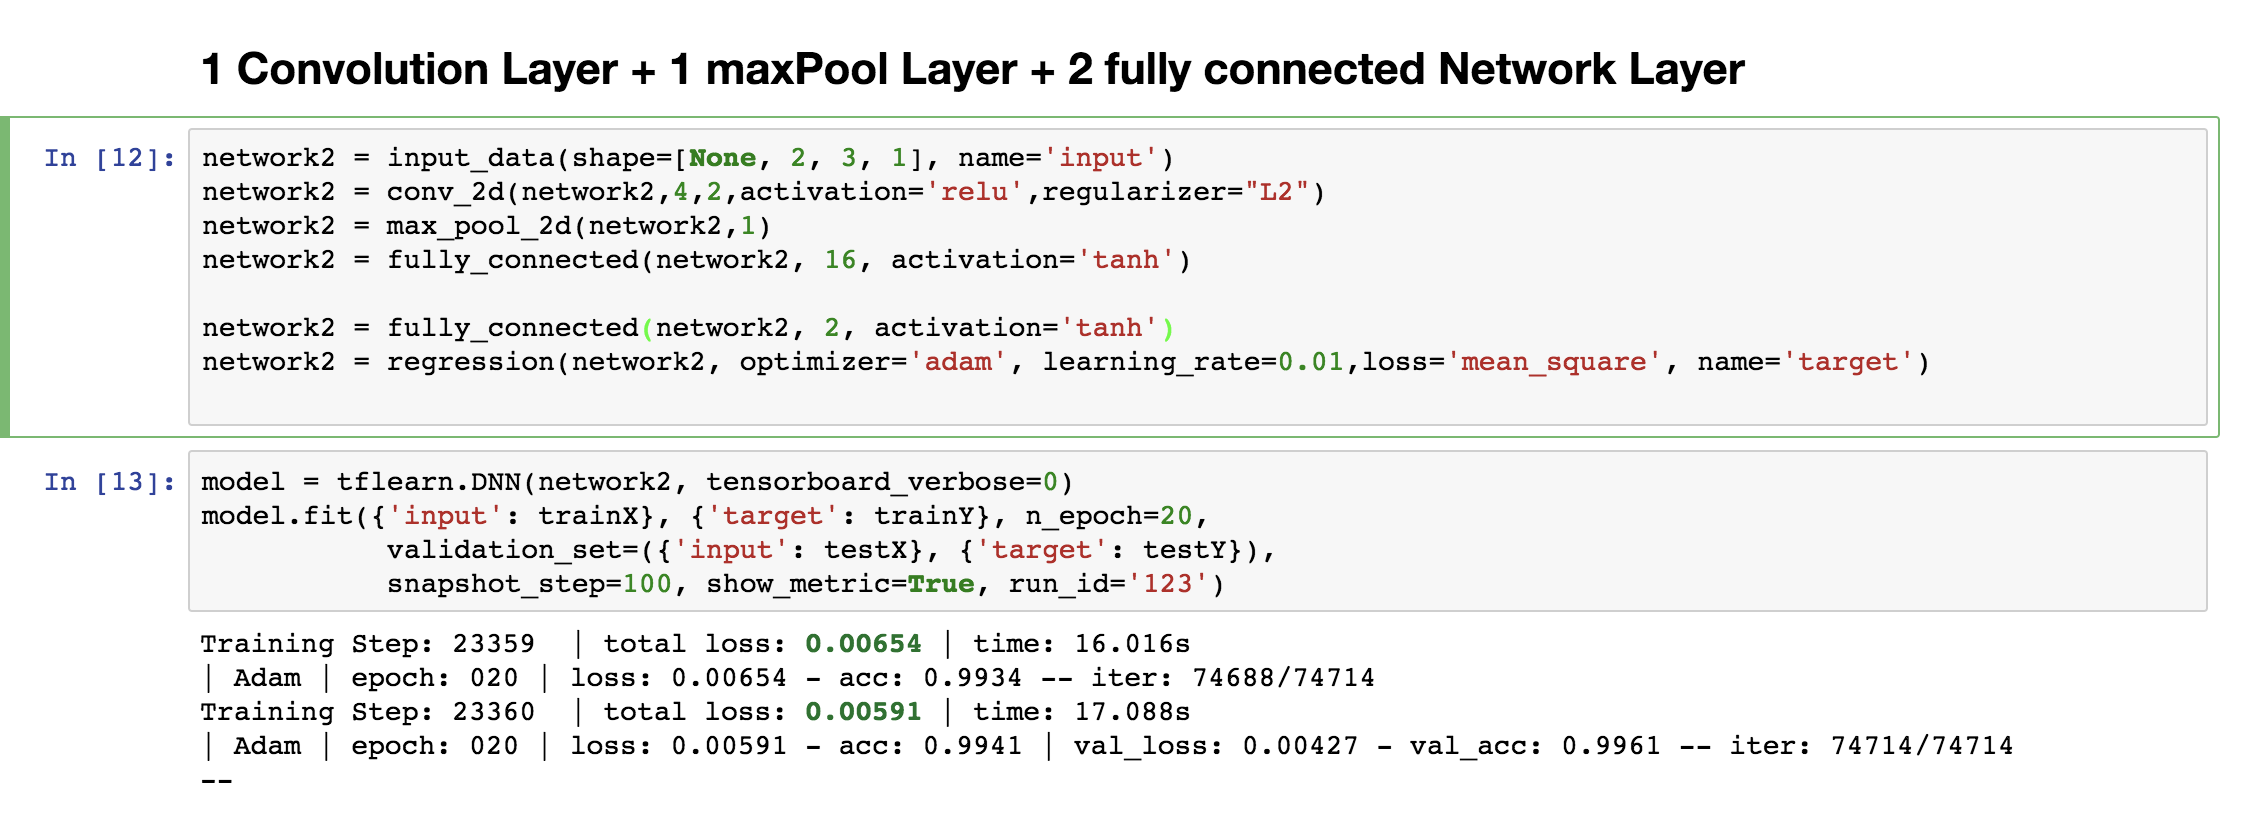 1 Convolution Layer + 1 maxPool Layer + 2 fully connected Network Layer
In [12]:
network2 = input_data(shape=[None, 2, 3, 1], name='input')
network2 = conv_2d(network2,4,2,activation='relu',regularizer="L2")
network2 = max_pool_2d(network2,1)
network2 = fully_connected(network2, 16, activation='tanh')
network2 = fully_connected(network2, 2, activation='tanh')
network2 = regression(network2, optimizer='adam', learning_rate=0.01,loss='mean_square', name='target')
In [13]:
model = tflearn.DNN(network2, tensorboard_verbose=0)
model.fit({'input': trainX}, {'target': trainY}, n_epoch=20,
validation_set=({'input': testX}, {'target': testY}),
snapshot_step=100, show_metric=True, run_id='123')
Training Step: 23359  | total loss: 0.00654 | time: 16.016s
| Adam | epoch: 020 | loss: 0.00654 - acc: 0.9934 -- iter: 74688/74714
Training Step: 23360  | total loss: 0.00591 | time: 17.088s
| Adam | epoch: 020 | loss: 0.00591 - acc: 0.9941 | val_loss: 0.00427 - val_acc: 0.9961 -- iter: 74714/74714
--